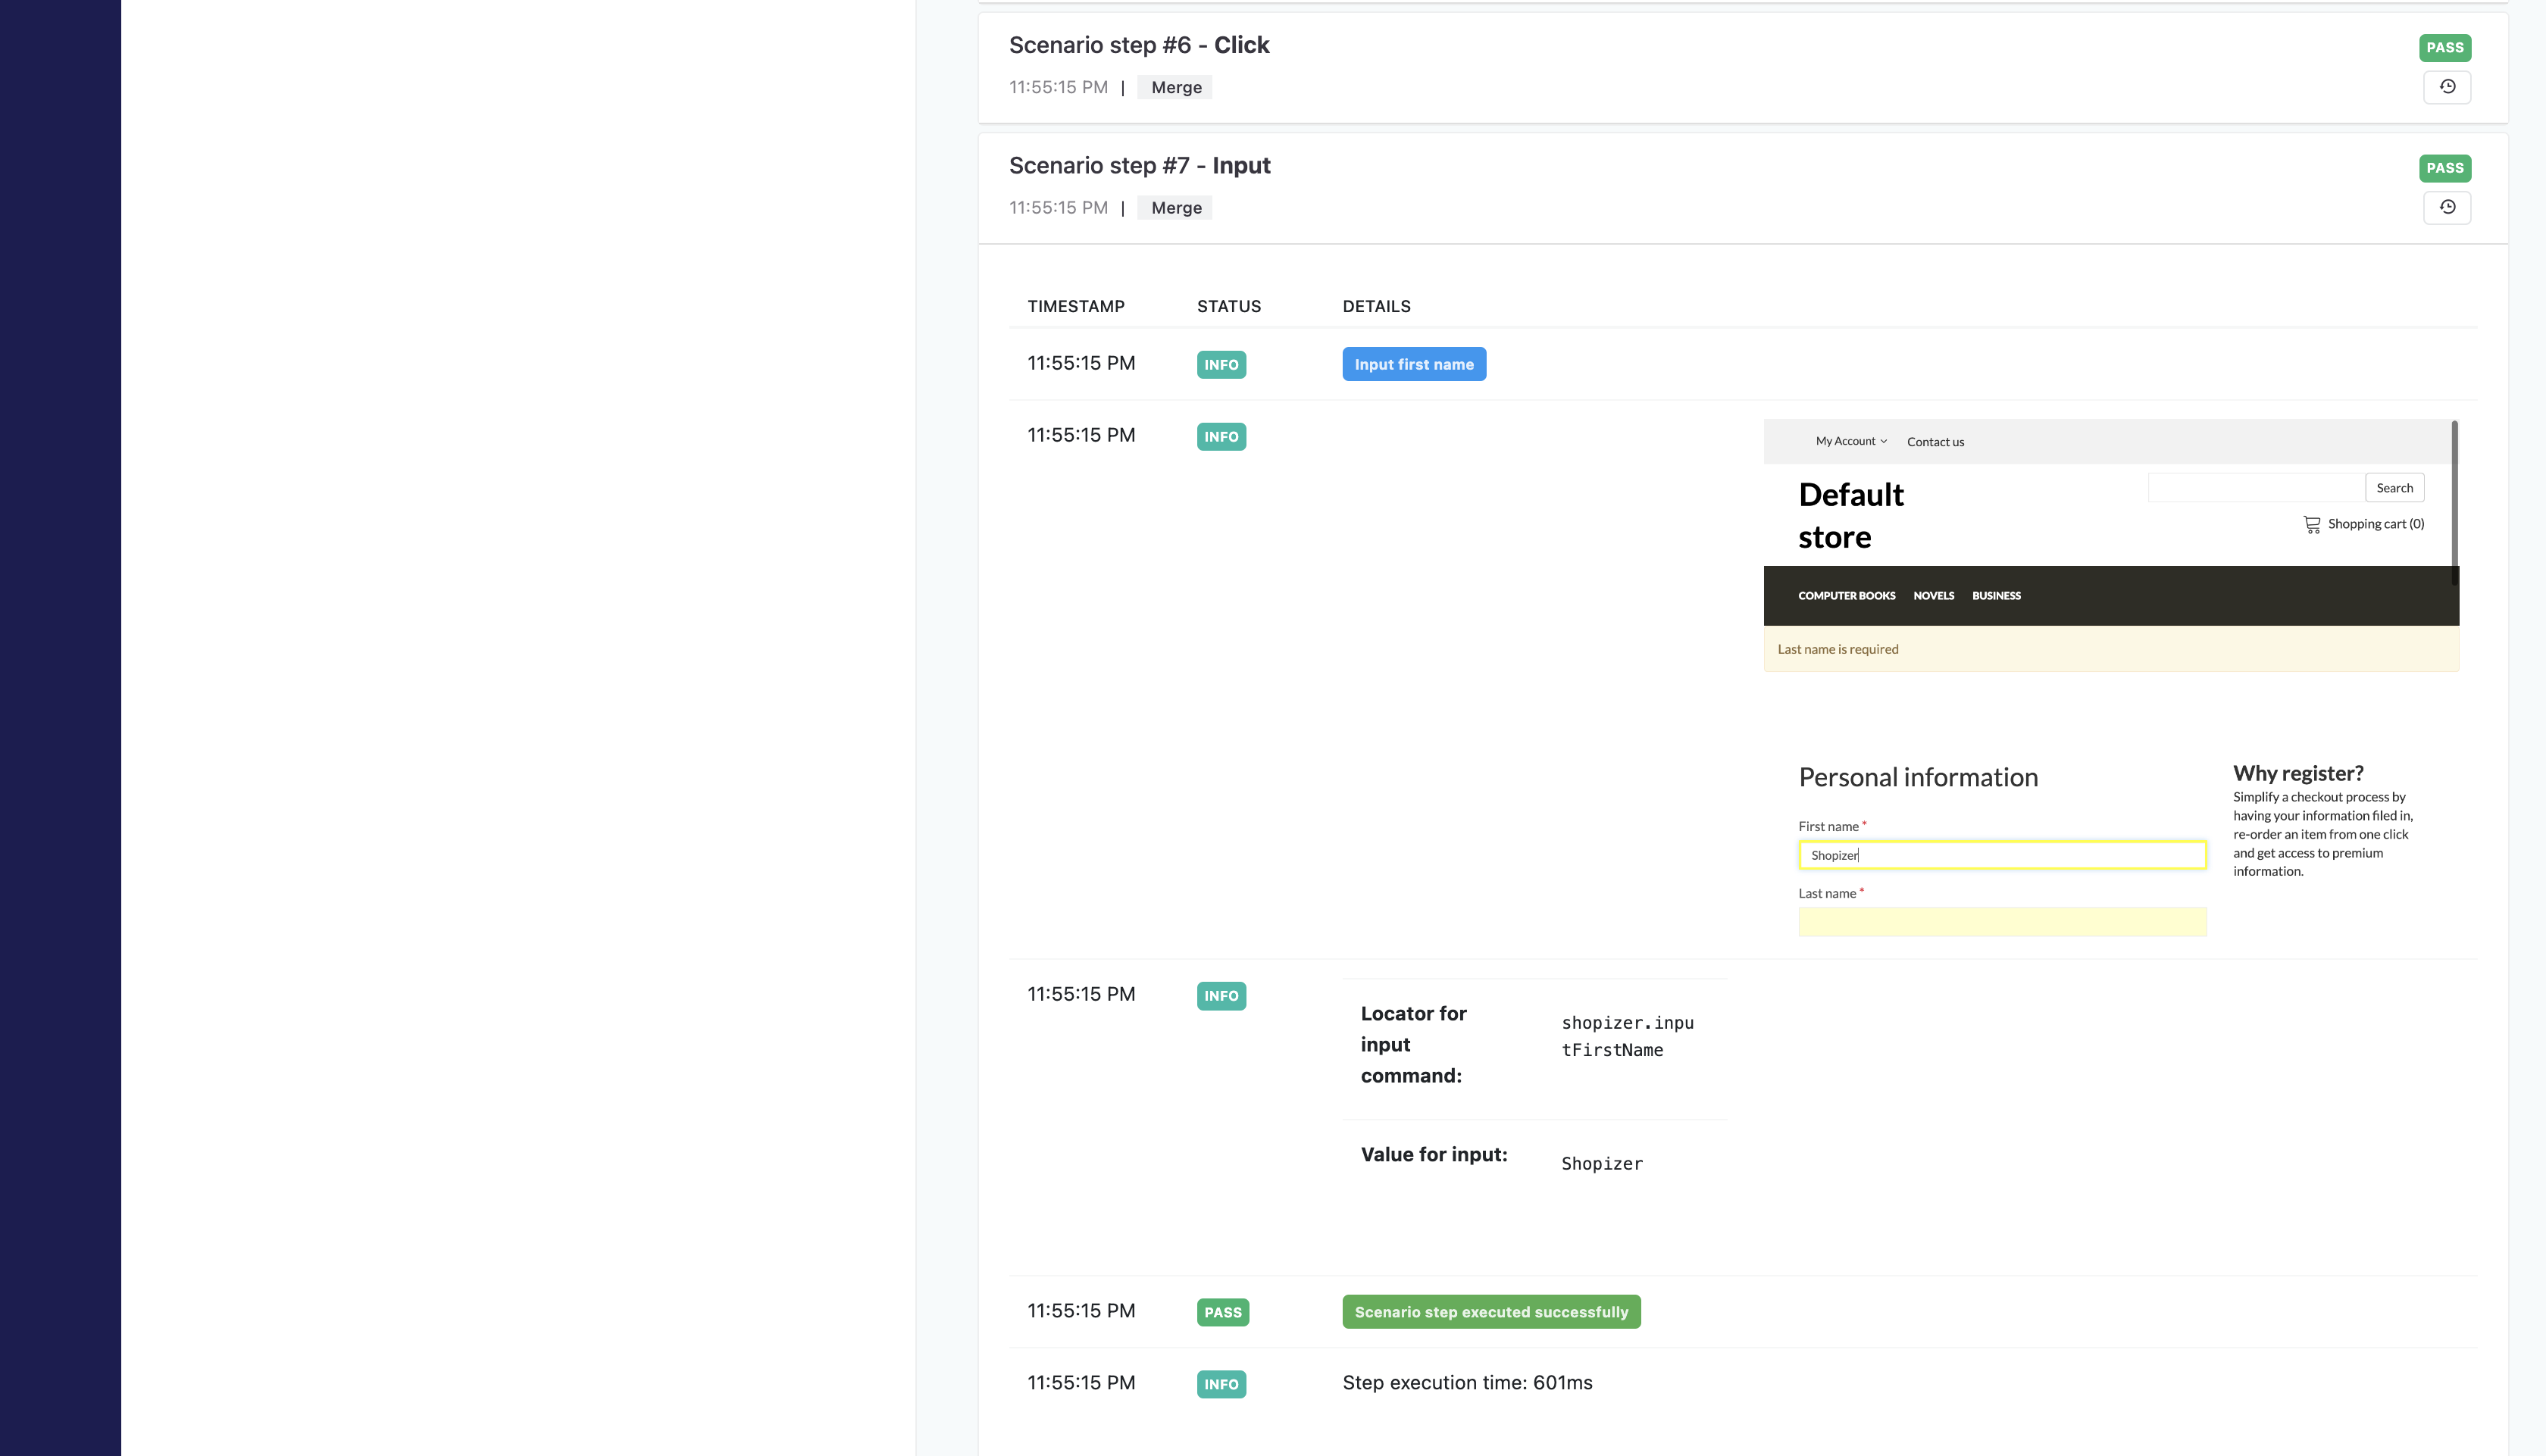 Scenario step #6 - Click
PASS
11:55:15 PM | Merge
Scenario step #7 - Input
PASS
11:55:15 PM | Merge
TIMESTAMP STATUS DETAILS
11:55:15 PM INFO Input first name
11:55:15 PM INFO
My Account Contact us
Default
store
Search
Shopping cart (0)
COMPUTER BOOKS NOVELS BUSINESS
Last name is required
Personal information
First name *
Shopizer
Last name *
Why register?
Simplify a checkout process by
having your information filed in,
re-order an item from one click
and get access to premium
information.
11:55:15 PM INFO
Locator for
input
command:
shopizer.inpu
tFirstName
Value for input:
Shopizer
11:55:15 PM PASS Scenario step executed successfully
11:55:15 PM INFO Step execution time: 601ms